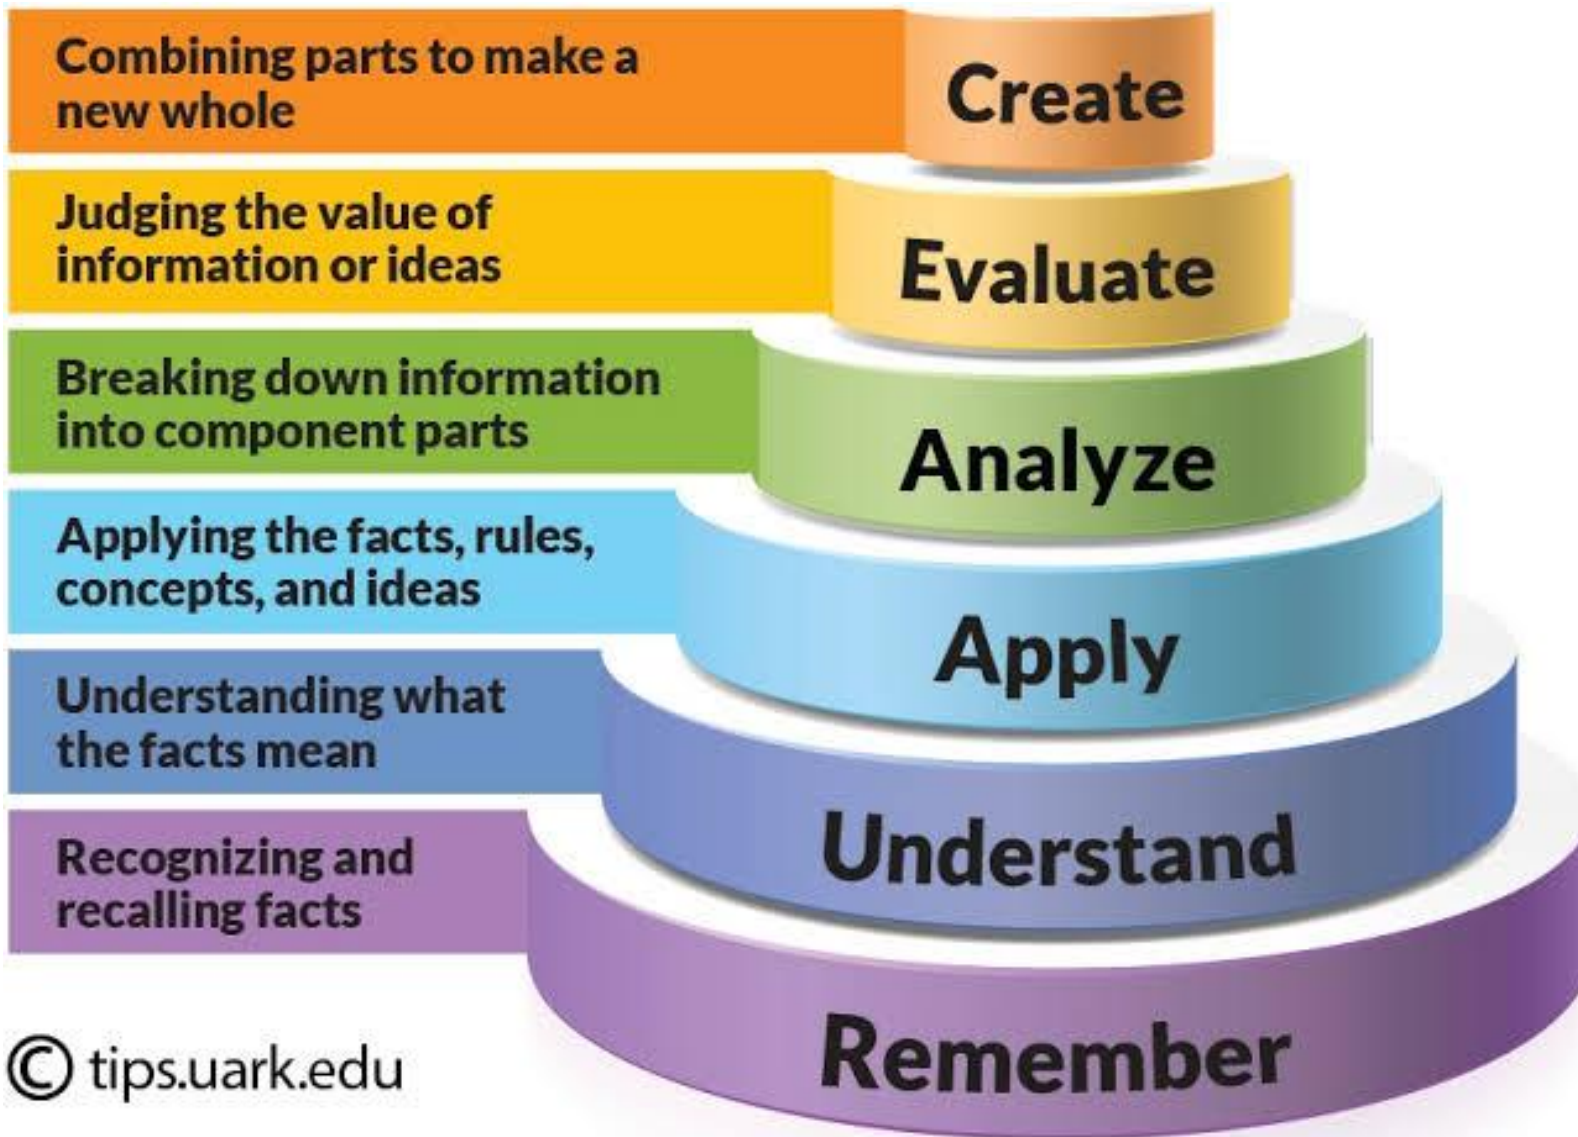 Combining parts to make a
new whole
Create
Judging the value of
information or ideas
Evaluate
Breaking down information
into component parts
Analyze
Applying the facts, rules,
concepts, and ideas
Apply
Understanding what
the facts mean
Understand
Recognizing and
recalling facts
Remember
© tips.uark.edu